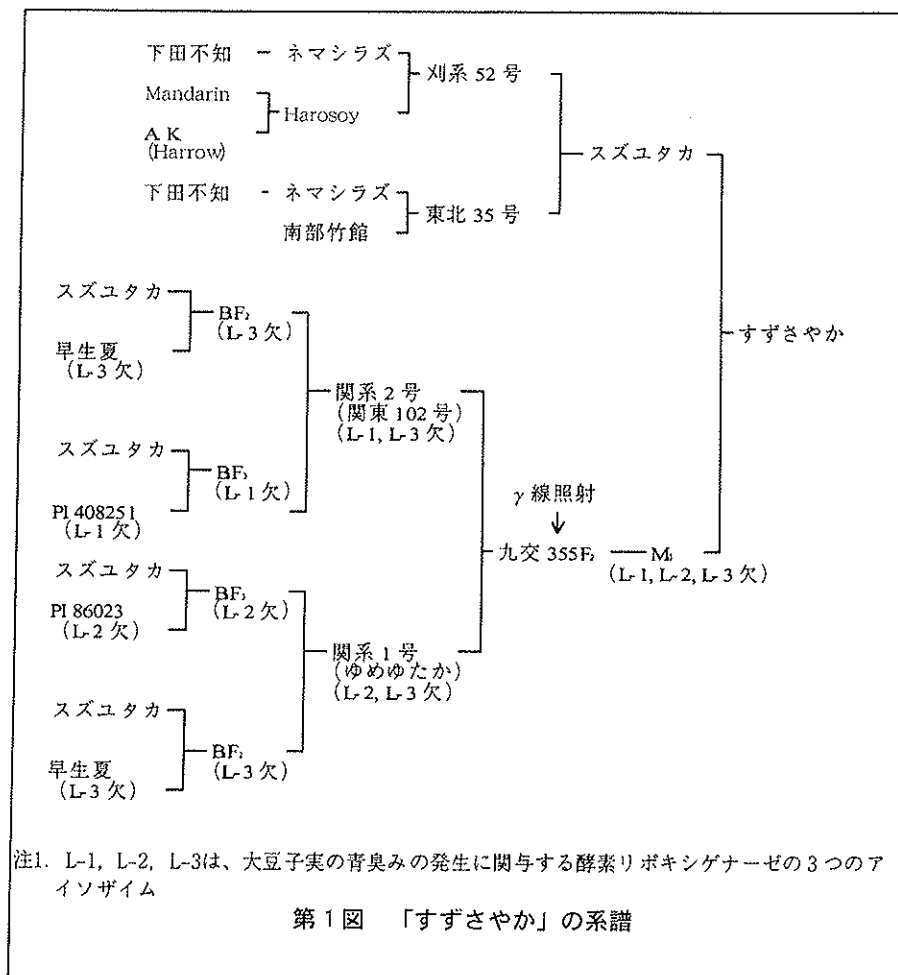 下田不知 - ネマシラズ
刈系 52 号
Mandarin
Harosoy
A. K.
(Harrow)
スズユタカ
下田不知 - ネマシラズ
東北 35 号
南部竹館
スズユタカ
BF₂
(L-3 欠)
早生夏
(L-3 欠)
すずさやか
関系 2 号
(関東 102 号)
(L-1, L-3 欠)
スズユタカ
BF₃
(L-1 欠)
PI 408251
(L-1 欠)
γ 線照射
↓
九交 355F₂ M₃
(L-1, L-2, L-3 欠)
スズユタカ
BF₃
(L-2 欠)
PI 86023
(L-2 欠)
関系 1 号
(ゆめゆたか)
(L-2, L-3 欠)
スズユタカ
BF₂
(L-3 欠)
早生夏
(L-3 欠)
注1. L-1, L-2, L-3は、大豆子実の青臭みの発生に関与する酵素リポキシゲナーゼの3つのア
イソザイム
第1図 「すずさやか」の系譜